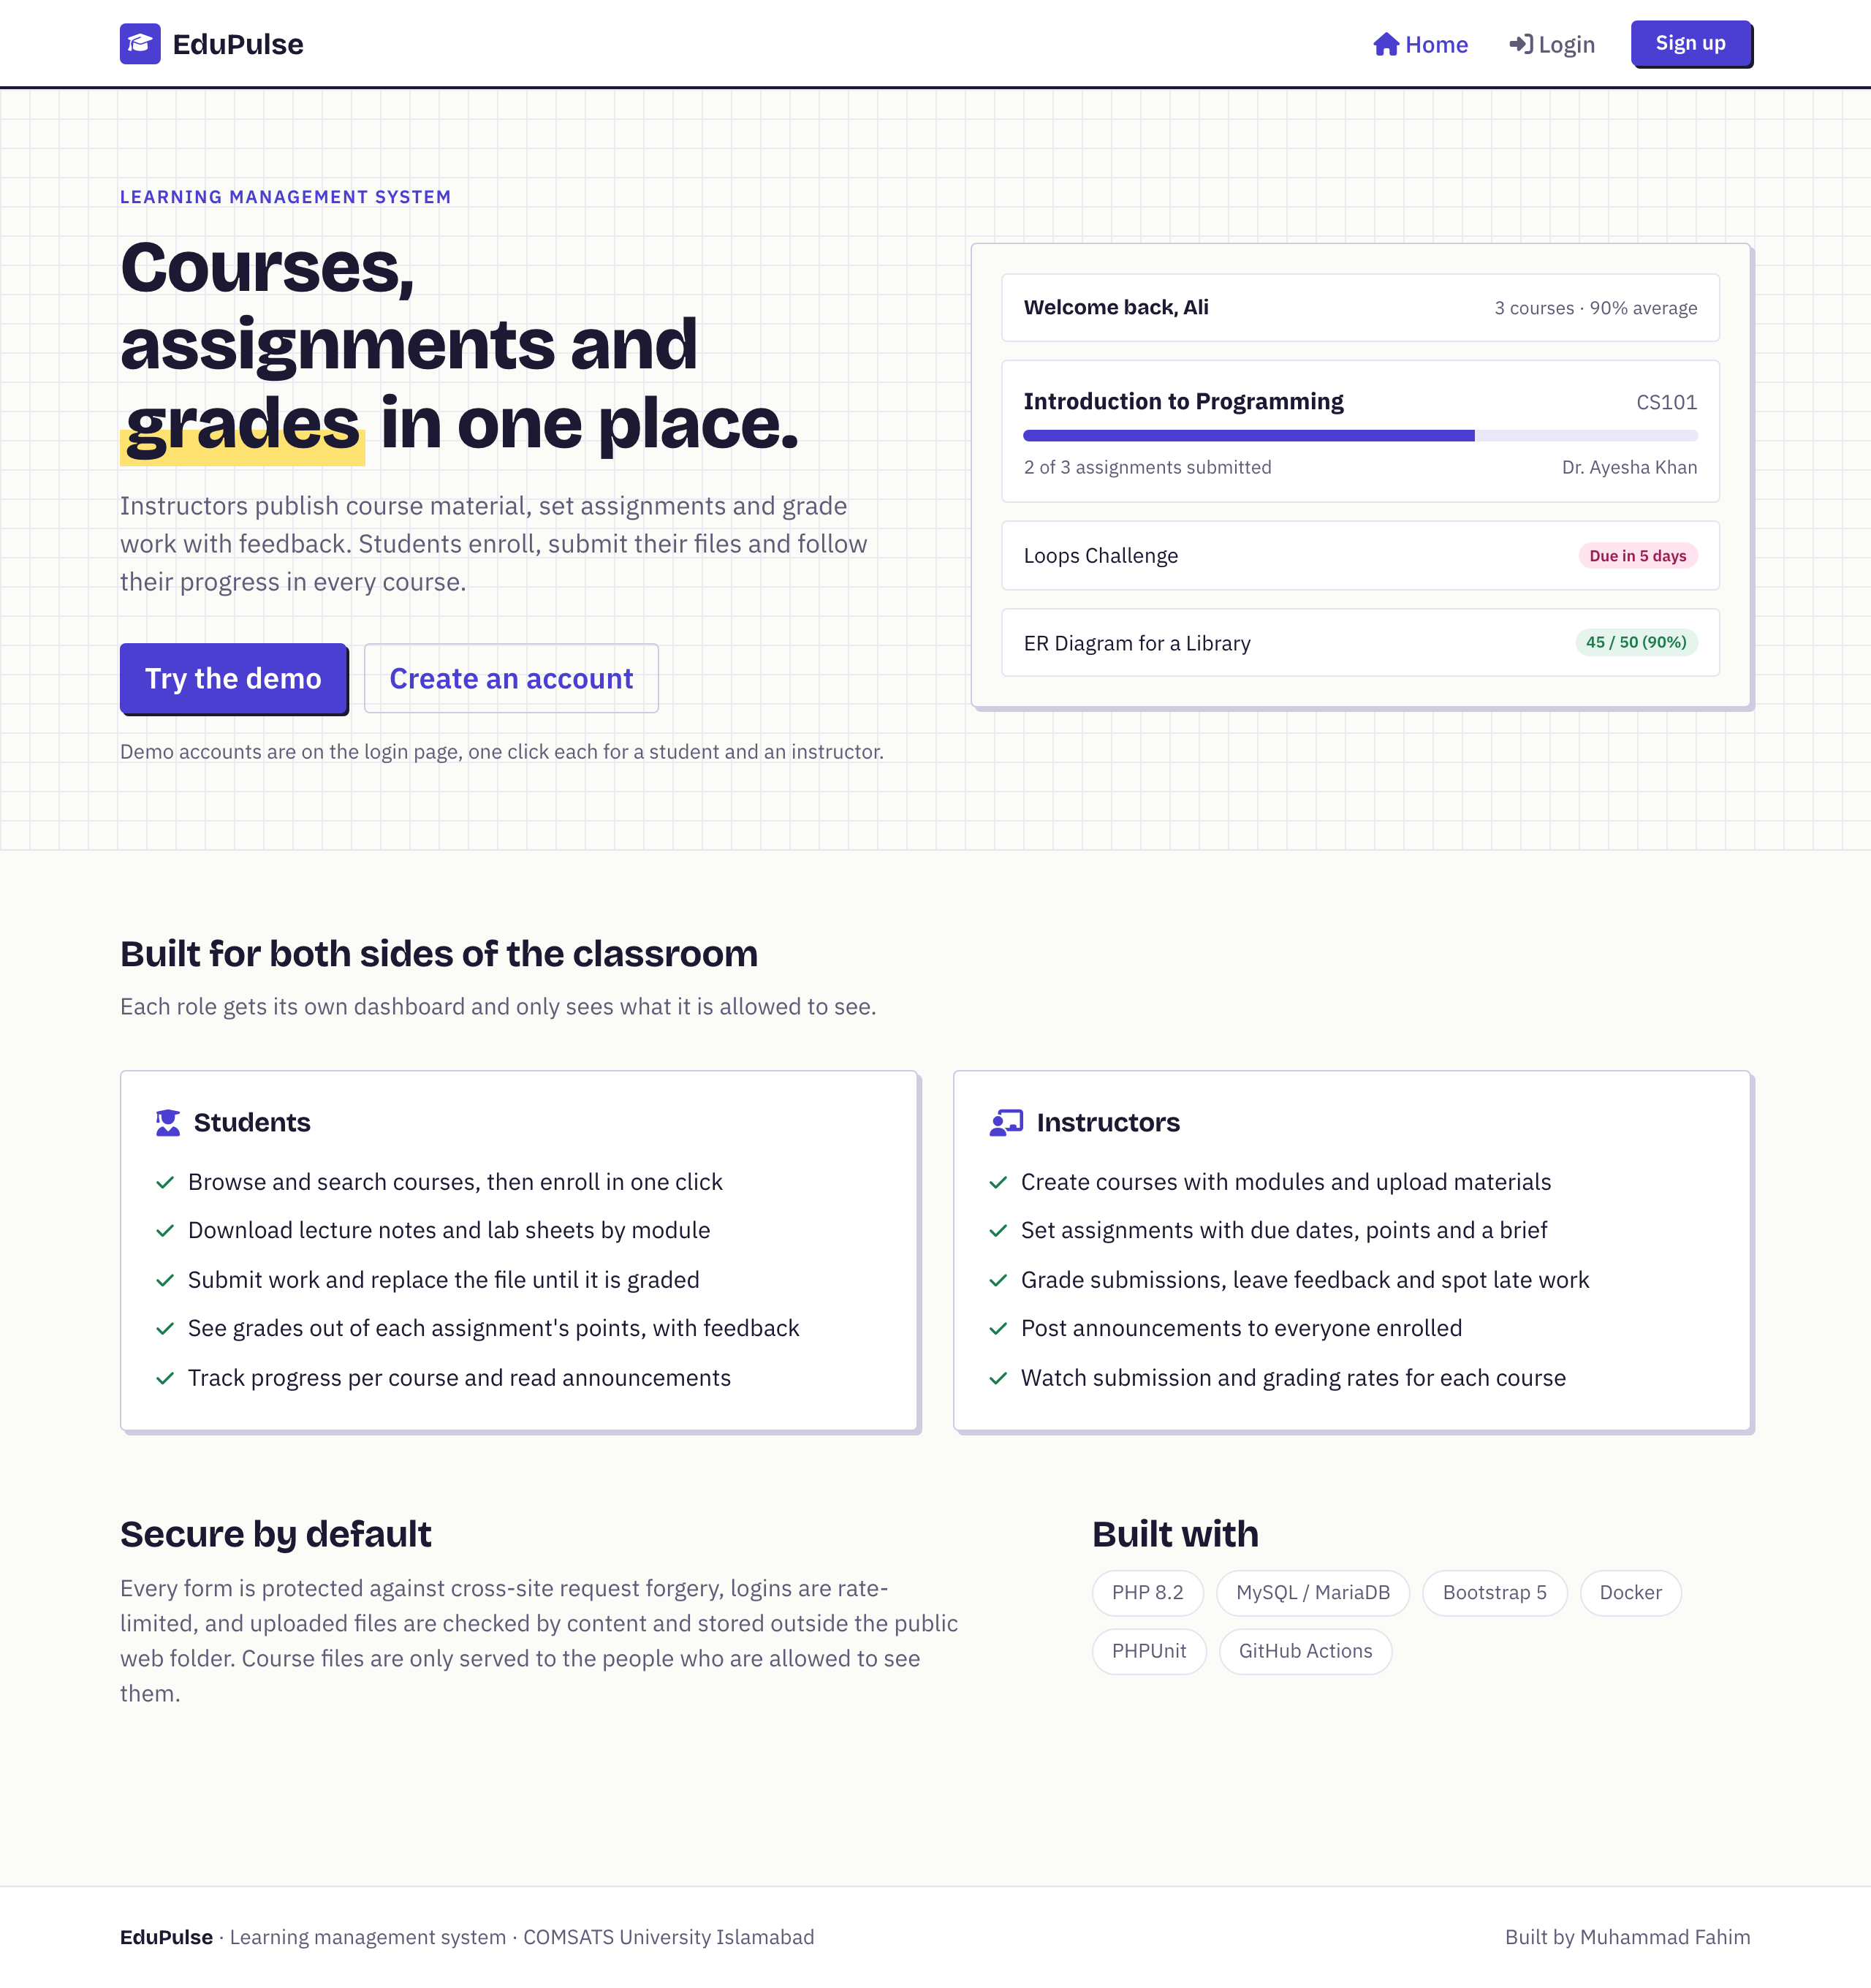 EduPulse
Home
Login
Sign up
LEARNING MANAGEMENT SYSTEM
Courses,
assignments and
grades in one place.
Instructors publish course material, set assignments and grade
work with feedback. Students enroll, submit their files and follow
their progress in every course.
Try the demo
Create an account
Demo accounts are on the login page, one click each for a student and an instructor.
Welcome back, Ali
3 courses · 90% average
Introduction to Programming
CS101
2 of 3 assignments submitted
Dr. Ayesha Khan
Loops Challenge
Due in 5 days
ER Diagram for a Library
45 / 50 (90%)
Built for both sides of the classroom
Each role gets its own dashboard and only sees what it is allowed to see.
Students
Browse and search courses, then enroll in one click
Download lecture notes and lab sheets by module
Submit work and replace the file until it is graded
See grades out of each assignment's points, with feedback
Track progress per course and read announcements
Instructors
Create courses with modules and upload materials
Set assignments with due dates, points and a brief
Grade submissions, leave feedback and spot late work
Post announcements to everyone enrolled
Watch submission and grading rates for each course
Secure by default
Every form is protected against cross-site request forgery, logins are rate-
limited, and uploaded files are checked by content and stored outside the public
web folder. Course files are only served to the people who are allowed to see
them.
Built with
PHP 8.2
MySQL / MariaDB
Bootstrap 5
Docker
PHPUnit
GitHub Actions
EduPulse · Learning management system · COMSATS University Islamabad
Built by Muhammad Fahim